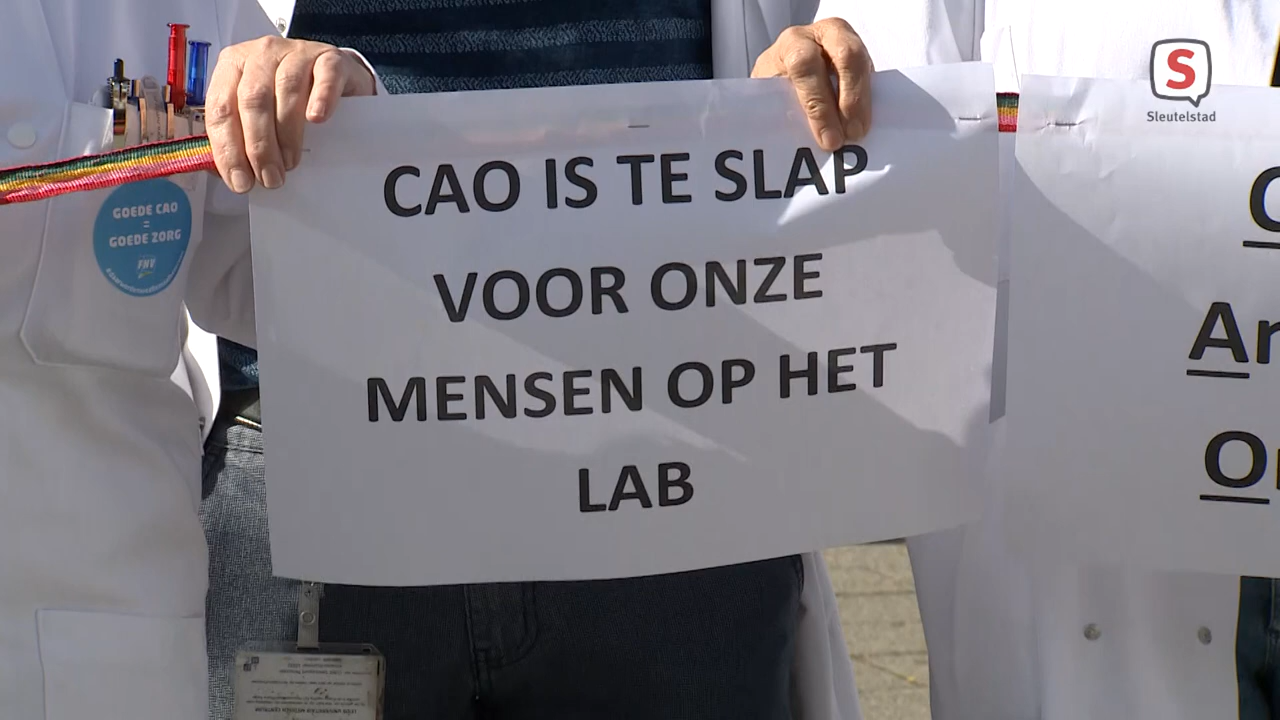 S
Sleutelstad
CAO IS TE SLAP
VOOR ONZE
MENSEN OP HET
LAB
GOEDE CAO
=
GOEDE ZORG
FNV